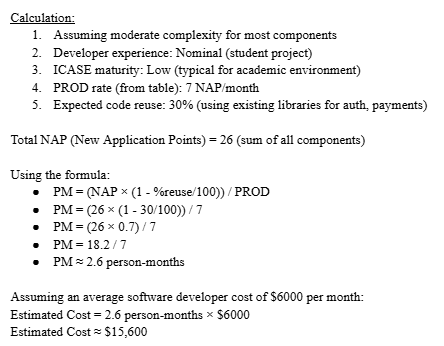 Calculation:
1. Assuming moderate complexity for most components
2. Developer experience: Nominal (student project)
3. ICASE maturity: Low (typical for academic environment)
4. PROD rate (from table): 7 NAP/month
5. Expected code reuse: 30% (using existing libraries for auth, payments)
Total NAP (New Application Points) = 26 (sum of all components)
Using the formula:
• PM = (NAP × (1 - %reuse/100)) / PROD
• PM = (26 × (1 - 30/100)) / 7
• PM = (26 × 0.7) / 7
• PM = 18.2 / 7
• PM ≈ 2.6 person-months
Assuming an average software developer cost of $6000 per month:
Estimated Cost = 2.6 person-months × $6000
Estimated Cost ≈ $15,600